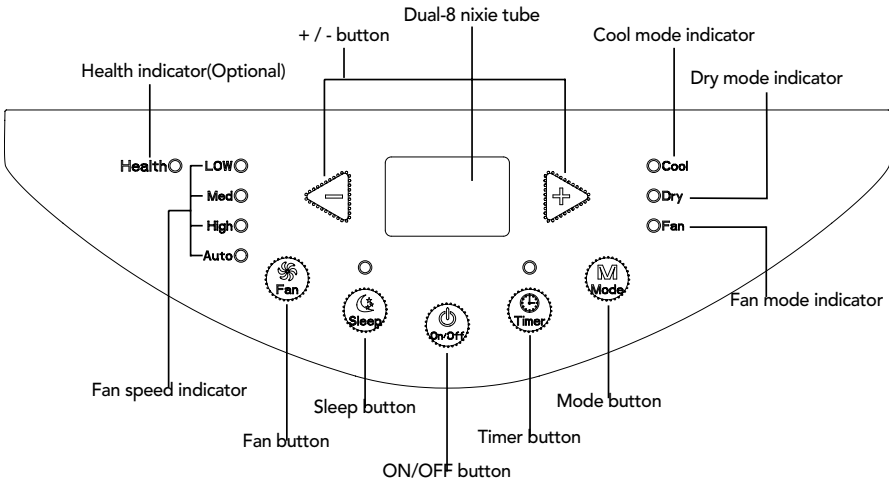 Dual-8 nixie tube
+ / - button
Cool mode indicator
Health indicator(Optional)
Dry mode indicator
Health
LOW
Med
High
Auto
-
+
Cool
Dry
Fan
Fan
Sleep
On/Off
Timer
M
Mode
Fan mode indicator
Fan speed indicator
Sleep button
Mode button
Fan button
Timer button
ON/OFF button